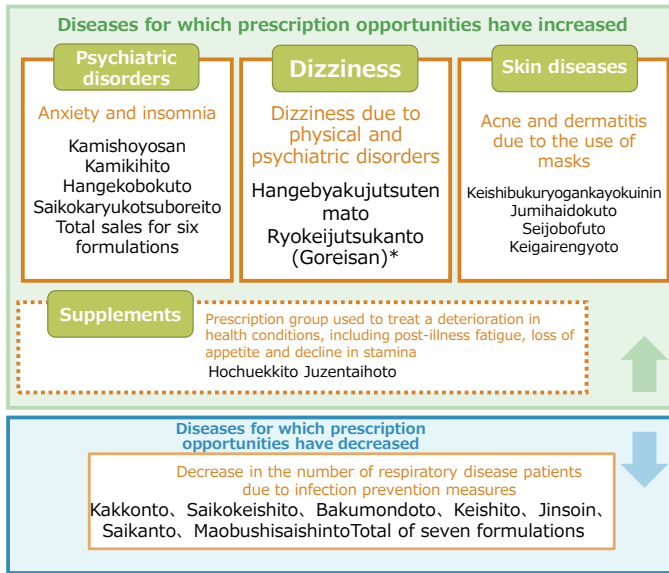 Diseases for which prescription opportunities have increased
Psychiatric
disorders
Anxiety and insomnia
Kamishoyosan
Kamikihito
Hangekobokuto
Saikokaryukotsuboreito
Total sales for six
formulations
Dizziness
Dizziness due to
physical and
psychiatric disorders
Hangebyakujutsuten
mato
Ryokeijutsukanto
(Goreisan)*
Skin diseases
Acne and dermatitis
due to the use of
masks
Keishibukuryogankayokuinin
Jumihaidokuto
Seijobofuto
Keigairengyoto
Supplements
Prescription group used to treat a deterioration in
health conditions, including post-illness fatigue, loss of
appetite and decline in stamina
Hochuekkito Juzentaihoto
Diseases for which prescription
opportunities have decreased
Decrease in the number of respiratory disease patients
due to infection prevention measures
Kakkonto、Saikokeishito、Bakumondoto、Keishito、Jinsoin、
Saikanto、MaobushisaishintoTotal of seven formulations